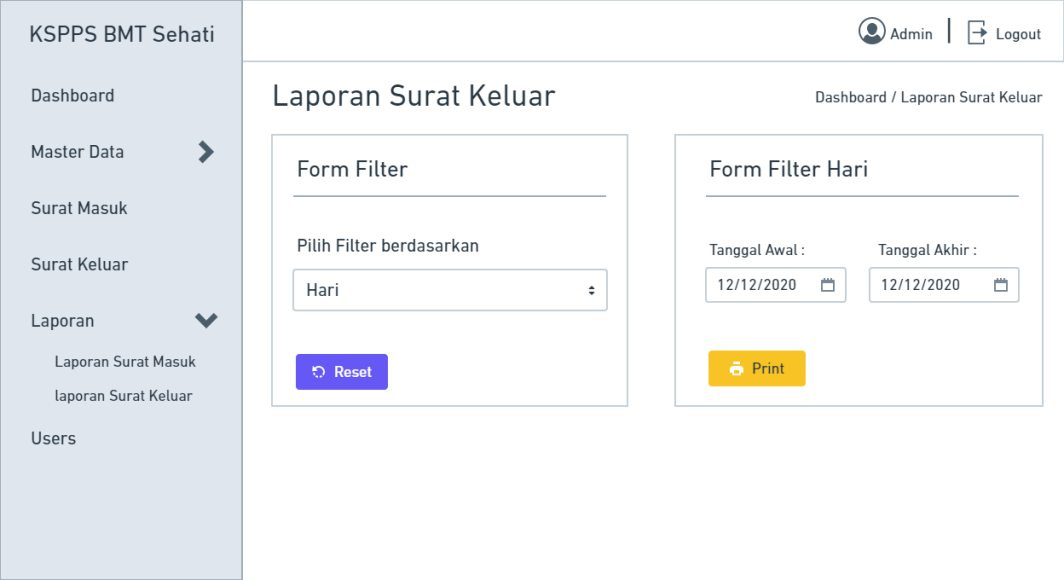 KSPPS BMT Sehati
Admin
Logout
Dashboard
Master Data
Surat Masuk
Surat Keluar
Laporan
Laporan Surat Masuk
laporan Surat Keluar
Users
Laporan Surat Keluar
Dashboard / Laporan Surat Keluar
Form Filter
Pilih Filter berdasarkan
Hari
Reset
Form Filter Hari
Tanggal Awal : Tanggal Akhir :
12/12/2020 12/12/2020
Print